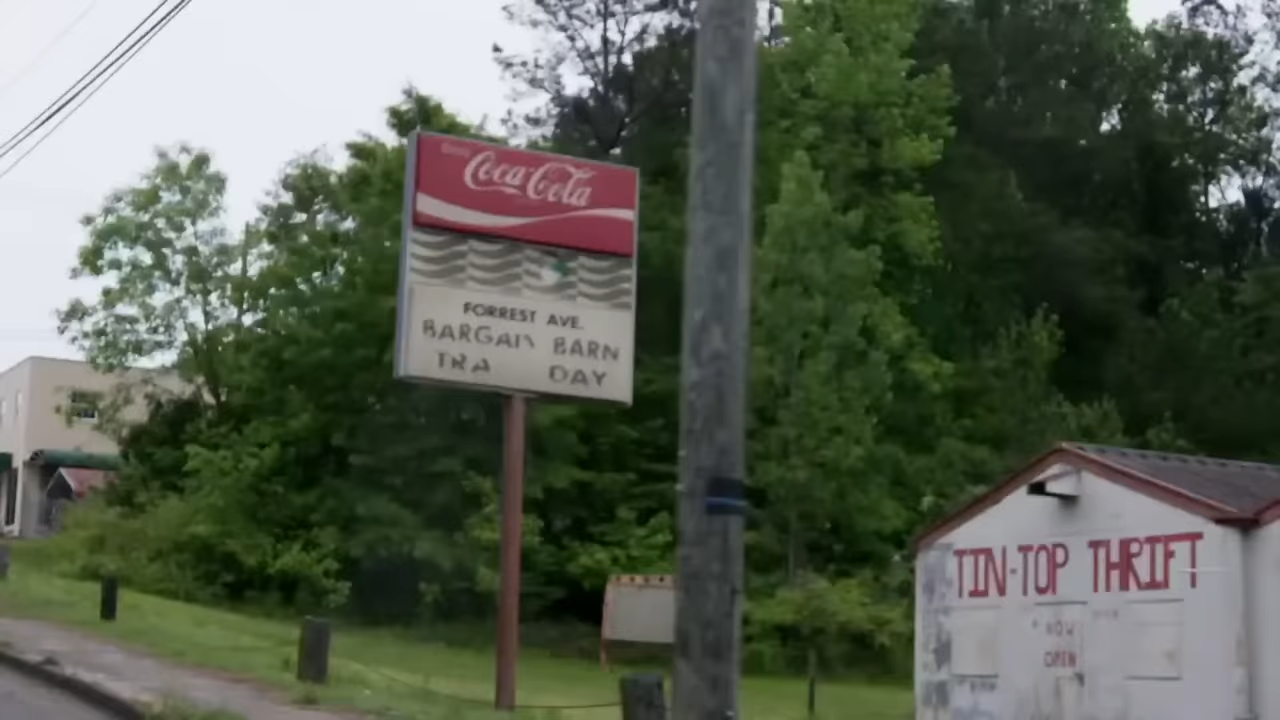 Coca-Cola
FORREST AVE.
BARGAIN BARN
TRA DAY
TIN-TOP THRIFT
NOW
OPEN